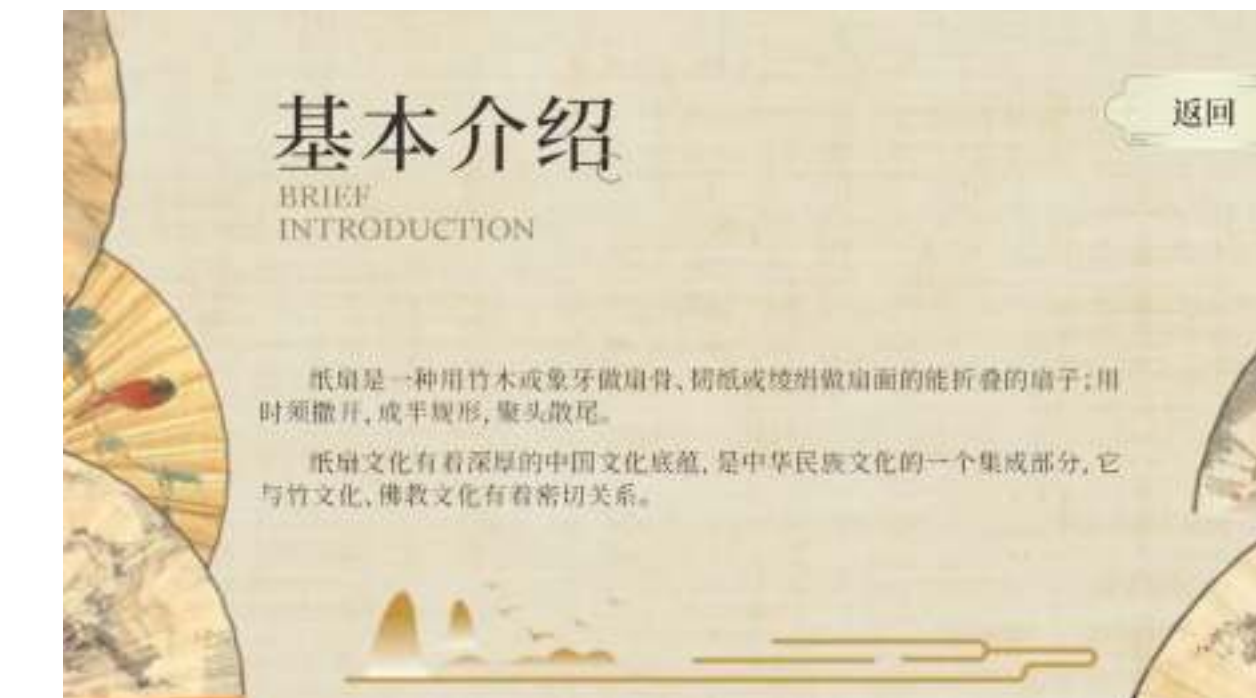 基本介绍
返回
BRIEF
INTRODUCTION
纸扇是一种用竹木或象牙做扇骨、韧纸或绫绢做扇面的能折叠的扇子;用
时须撒开,成半规形,聚头散尾。
纸扇文化有着深厚的中国文化底蕴,是中华民族文化的一个集成部分,它
与竹文化、佛教文化有着密切关系。